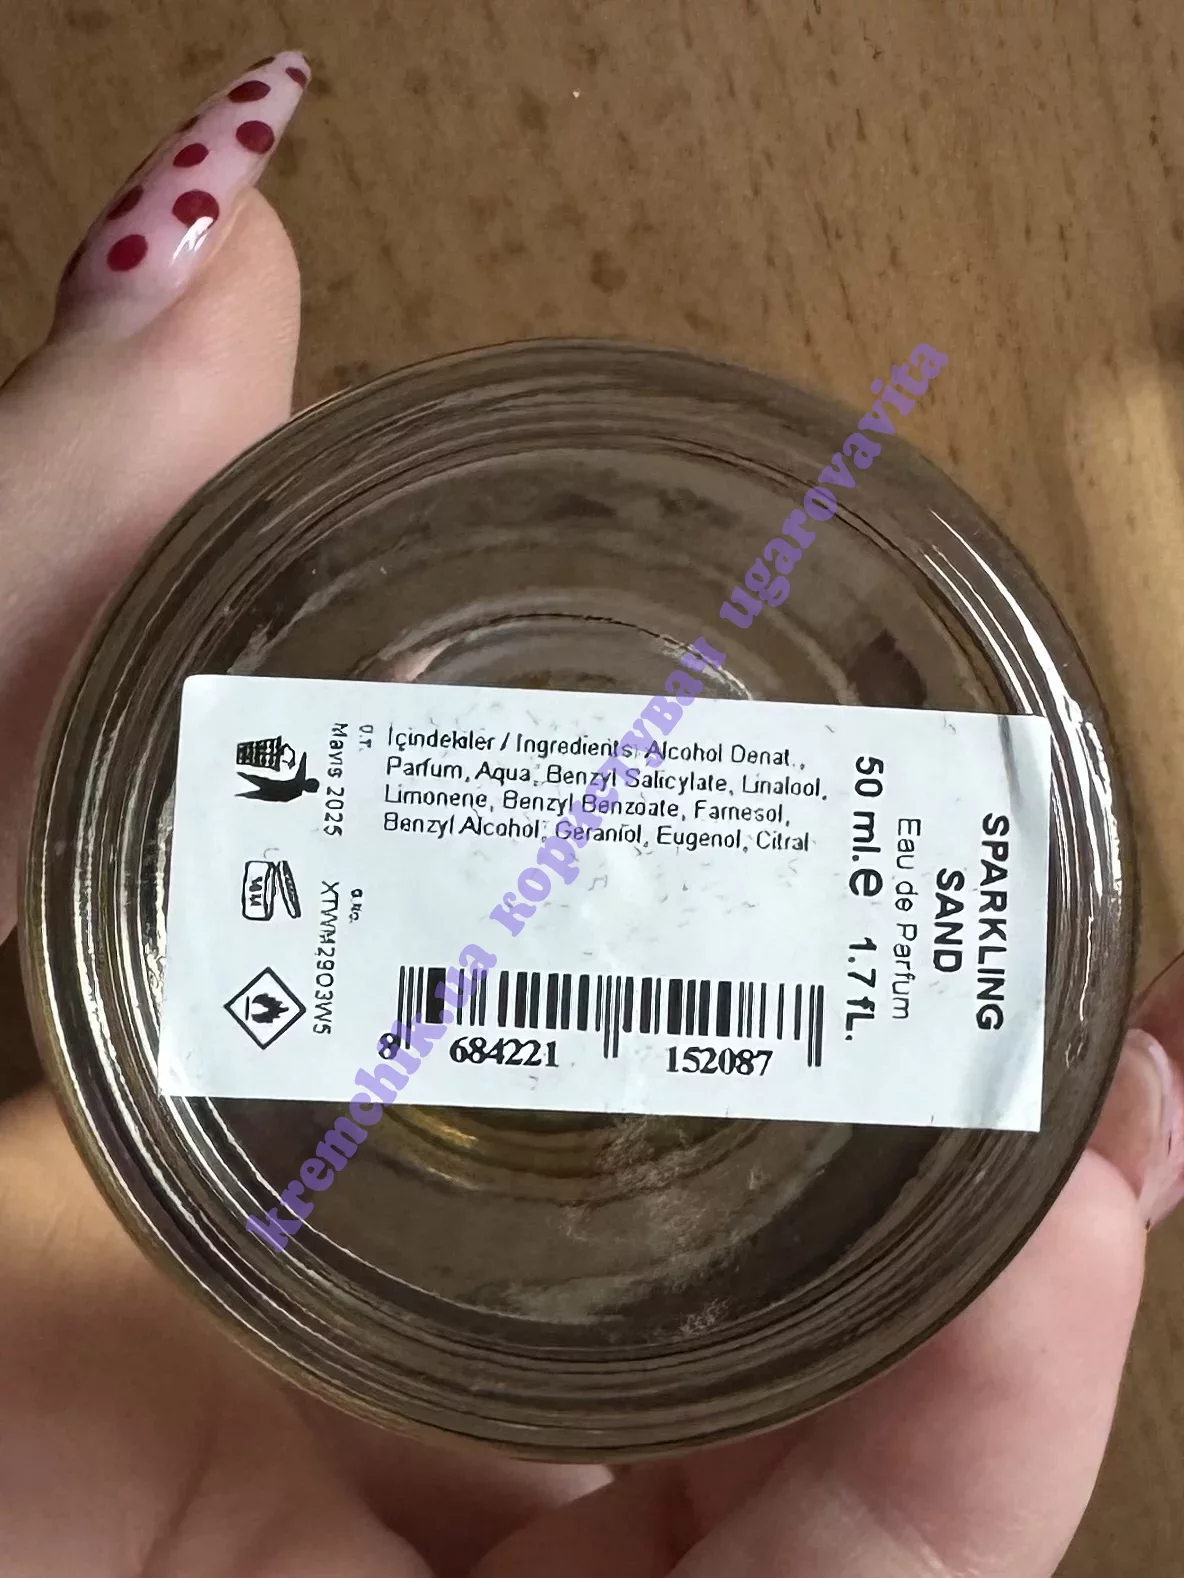 SPARKLING
SAND
Eau de Parfum
50 ml.e 1.7 fL.
İçindekiler / Ingredients: Alcohol Denat.,
Parfum, Aqua, Benzyl Salicylate, Linalool,
Limonene, Benzyl Benzoate, Farnesol,
Benzyl Alcohol, Geraniol, Eugenol, Citral
Ü.T.
Mayıs 2025
8 684221 152087
kremchik.ua користувач ugarovavita